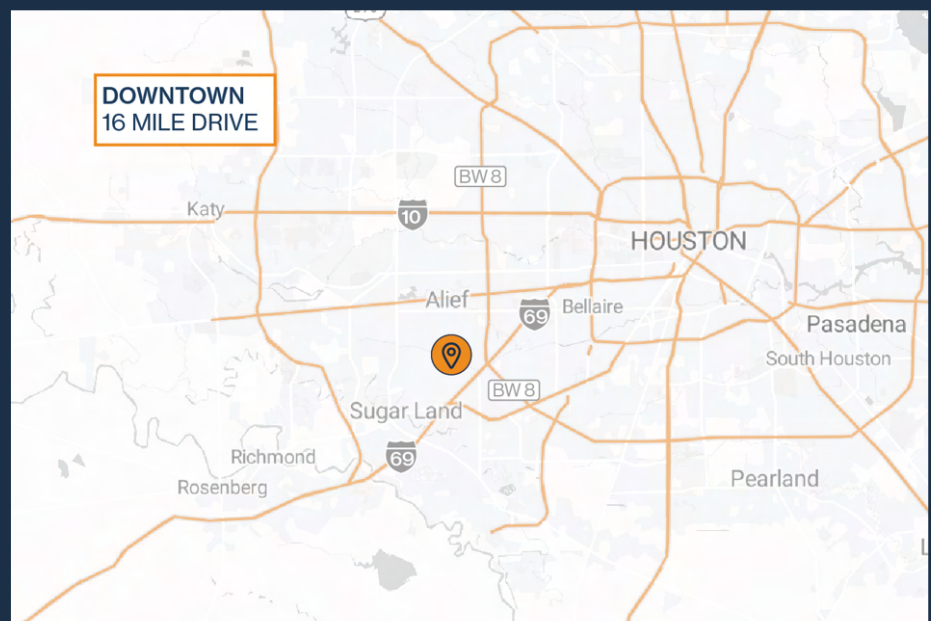 DOWNTOWN
16 MILE DRIVE
BW 8
Katy
10
HOUSTON
Alief
69
Bellaire
Pasadena
South Houston
BW 8
Sugar Land
Richmond
69
Rosenberg
Pearland